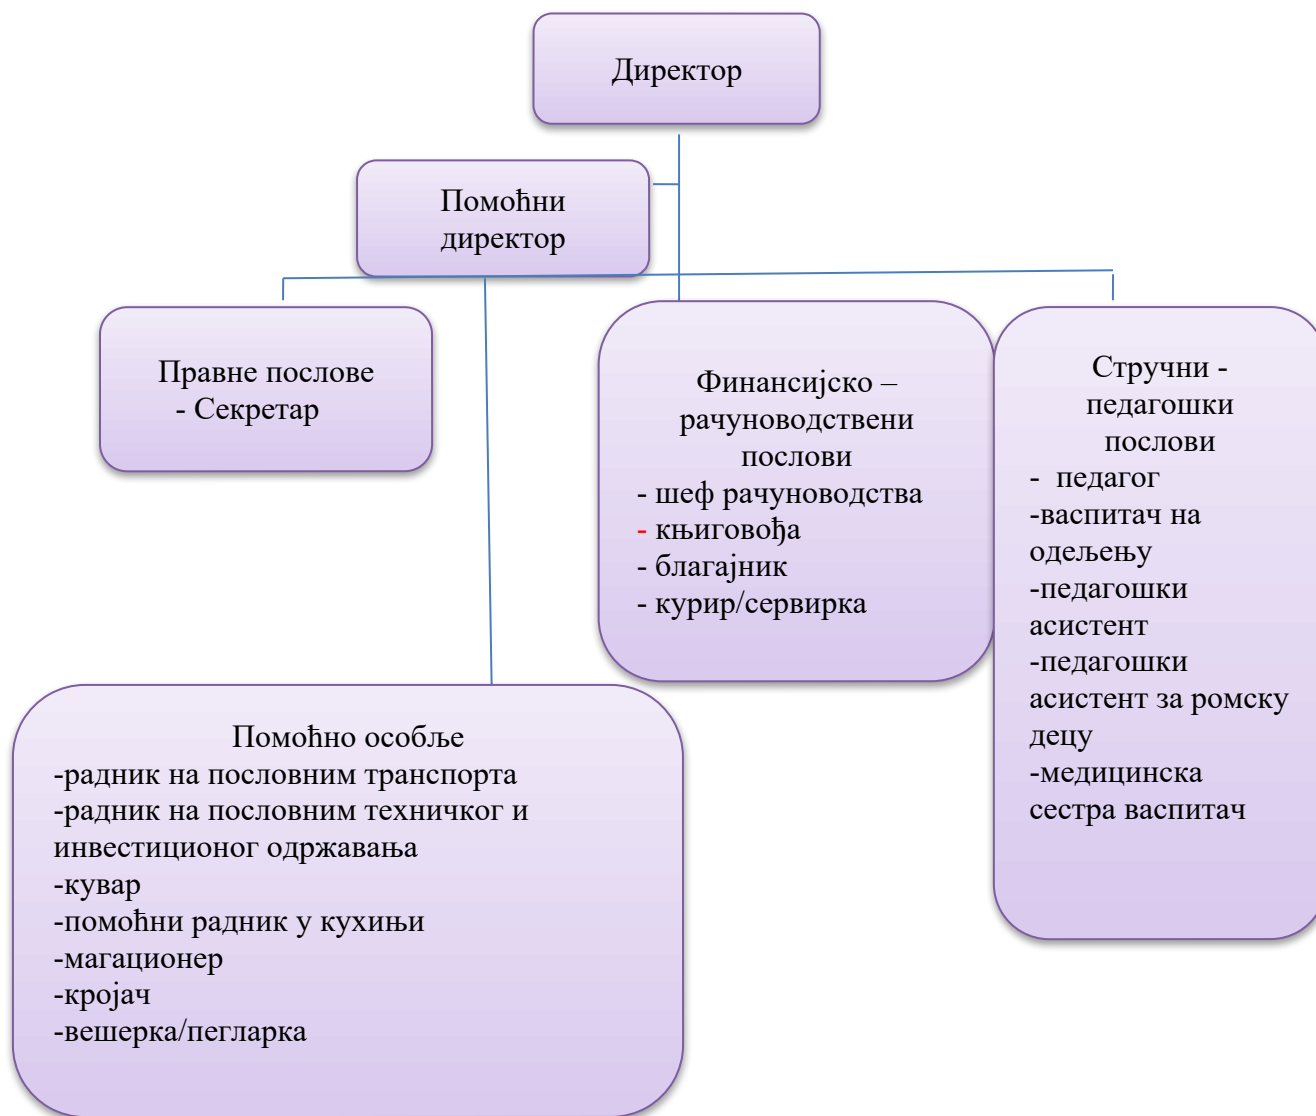 Директор
Помоћни
директор
Правне послове
- Секретар
Финансијско –
рачуноводствени
послови
- шеф рачуноводства
- књиговођа
- благајник
- курир/сервирка
Стручни -
педагошки
послови
- педагог
-васпитач на
одељењу
-педагошки
асистент
-педагошки
асистент за ромску
децу
-медицинска
сестра васпитач
Помоћно особље
-радник на пословним транспорта
-радник на пословним техничког и
инвестиционог одржавања
-кувар
-помоћни радник у кухињи
-магационер
-кројач
-вешерка/пегларка